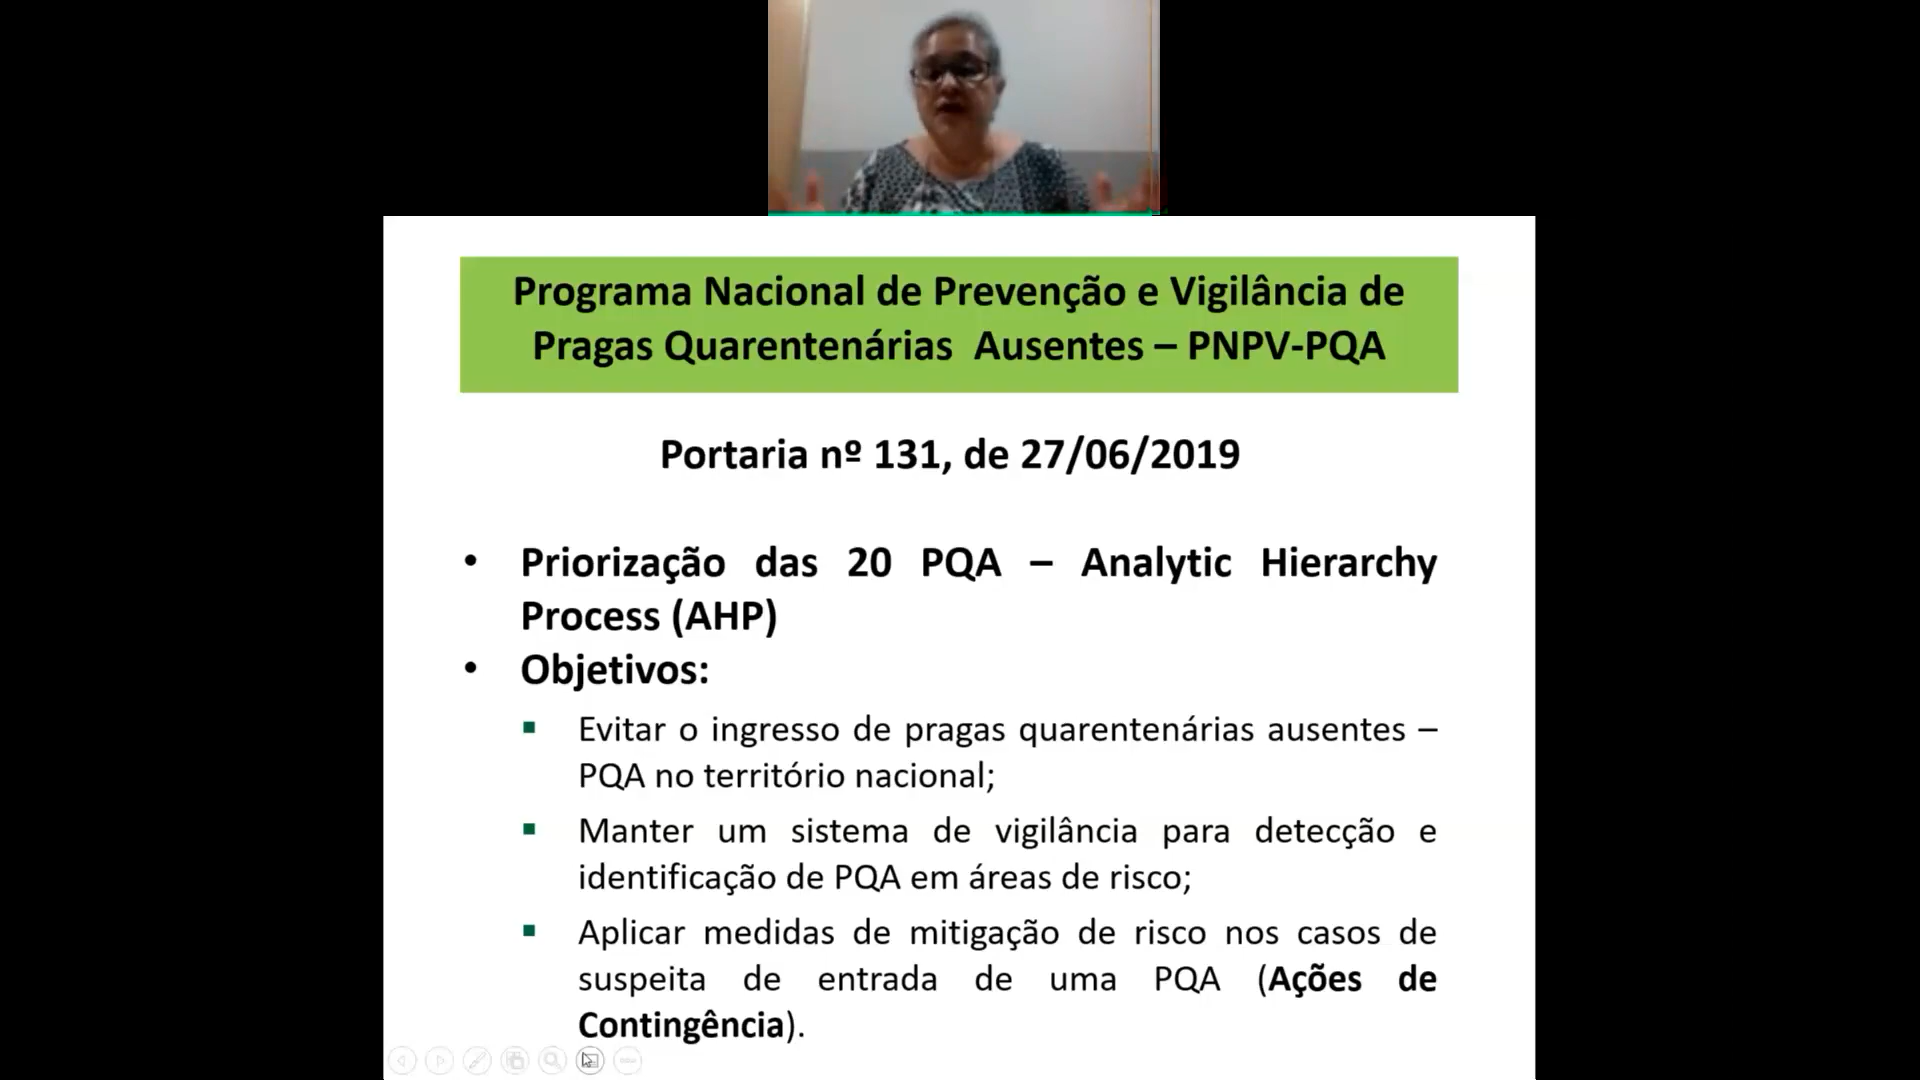 Programa Nacional de Prevenção e Vigilância de
Pragas Quarentenárias Ausentes – PNPV-PQA
Portaria nº 131, de 27/06/2019
• Priorização das 20 PQA – Analytic Hierarchy
Process (AHP)
• Objetivos:
▪ Evitar o ingresso de pragas quarentenárias ausentes –
PQA no território nacional;
▪ Manter um sistema de vigilância para detecção e
identificação de PQA em áreas de risco;
▪ Aplicar medidas de mitigação de risco nos casos de
suspeita de entrada de uma PQA (Ações de
Contingência).